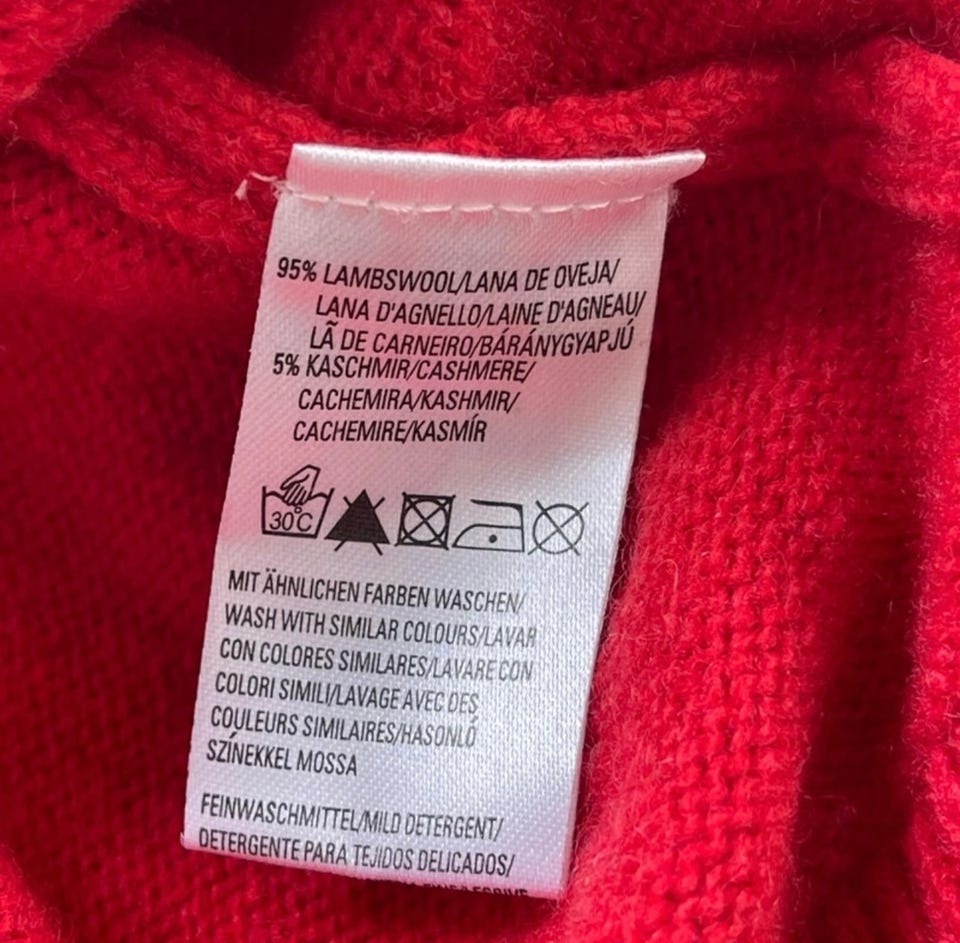 95% LAMBSWOOL/LANA DE OVEJA/
LANA D'AGNELLO/LAINE D'AGNEAU/
LÃ DE CARNEIRO/BÁRÁNYGYAPJÚ
5% KASCHMIR/CASHMERE/
CACHEMIRA/KASHMIR/
CACHEMIRE/KASMÍR
30°C
MIT ÄHNLICHEN FARBEN WASCHEN/
WASH WITH SIMILAR COLOURS/LAVAR
CON COLORES SIMILARES/LAVARE CON
COLORI SIMILI/LAVAGE AVEC DES
COULEURS SIMILAIRES/HASONLÓ
SZÍNEKKEL MOSSA
FEINWASCHMITTEL/MILD DETERGENT/
DETERGENTE PARA TEJIDOS DELICADOS/